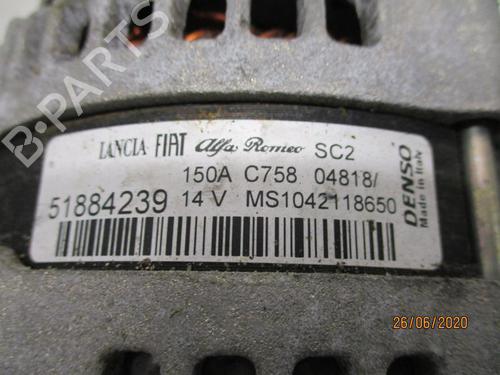 B-PARTS
LANCIA FIAT Alfa Romeo SC2
150A C758 04818/
51884239 14 V MS1042118650
DENSO
Made in Italy
26/06/2020